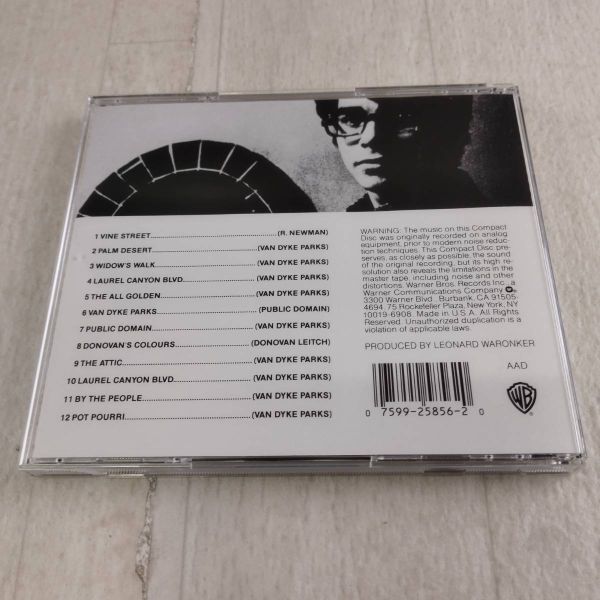 1 VINE STREET..........(R. NEWMAN)
2 PALM DESERT..........(VAN DYKE PARKS)
3 WIDOW'S WALK..........(VAN DYKE PARKS)
4 LAUREL CANYON BLVD..........(VAN DYKE PARKS)
5 THE ALL GOLDEN..........(VAN DYKE PARKS)
6 VAN DYKE PARKS..........(PUBLIC DOMAIN)
7 PUBLIC DOMAIN..........(VAN DYKE PARKS)
8 DONOVAN'S COLOURS..........(DONOVAN LEITCH)
9 THE ATTIC..........(VAN DYKE PARKS)
10 LAUREL CANYON BLVD..........(VAN DYKE PARKS)
11 BY THE PEOPLE..........(VAN DYKE PARKS)
12 POT POURRI..........(VAN DYKE PARKS)
WARNING: The music on this Compact
Disc was originally recorded on analog
equipment, prior to modern noise reduc-
tion techniques. This Compact Disc pre-
serves, as closely as possible, the sound
of the original recording, but its high re-
solution also reveals the limitations in the
master tape, including noise and other
distortions. Warner Bros. Records Inc., a
Warner Communications Company
3300 Warner Blvd., Burbank, CA 91505-
4694. 75 Rockefeller Plaza, New York, NY
10019-6908. Made in U.S.A. All Rights
Reserved. Unauthorized duplication is a
violation of applicable laws.
PRODUCED BY LEONARD WARONKER
AAD
0 7599-25856-2 0
WB